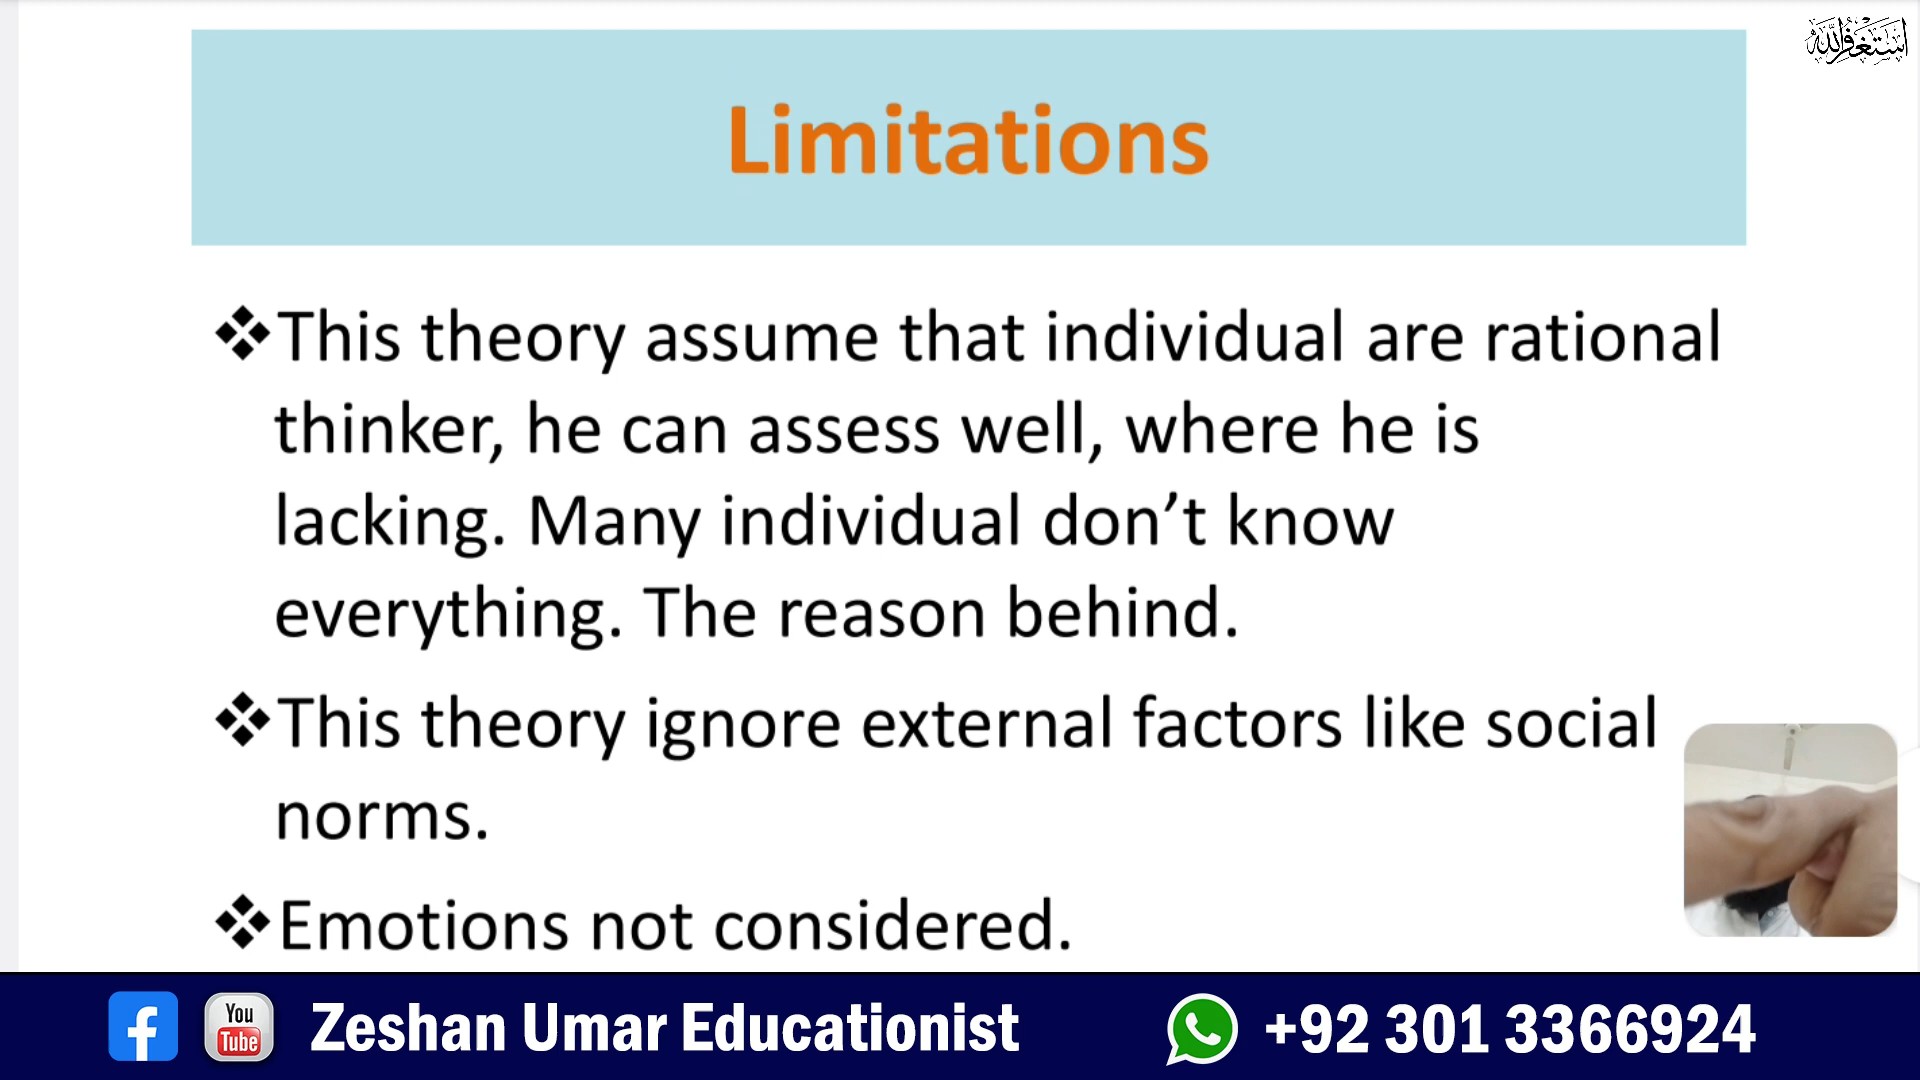 استغفرالله
Limitations
❖This theory assume that individual are rational
thinker, he can assess well, where he is
lacking. Many individual don’t know
everything. The reason behind.
❖This theory ignore external factors like social
norms.
❖Emotions not considered.
f You Tube Zeshan Umar Educationist +92 301 3366924